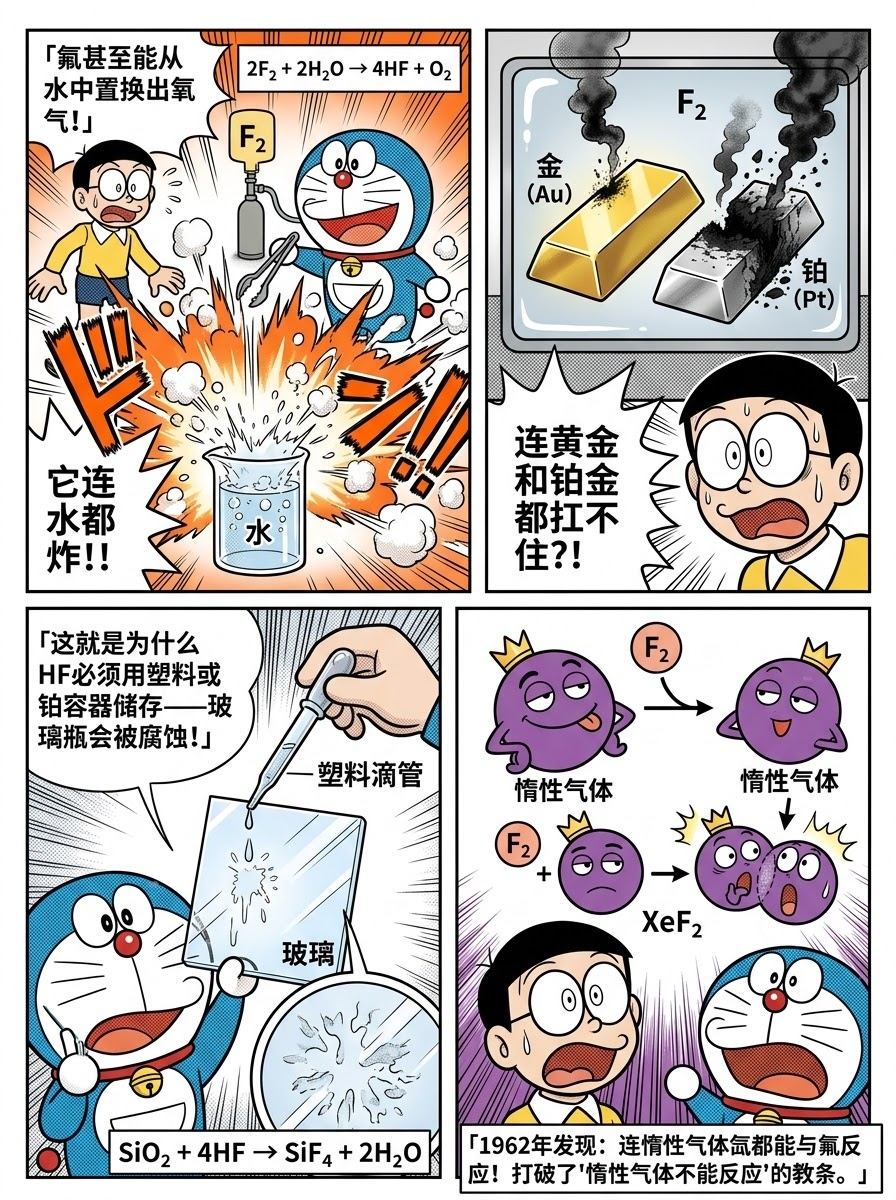 「氟甚至能从
水中置换出氧
气!」
2F₂ + 2H₂O → 4HF + O₂
F₂
ドーン!!
它连
水都
炸!!
水
F₂
金
(Au)
铂
(Pt)
连黄金
和铂金
都扛不
住?!
「这就是为什么
HF必须用塑料或
铂容器储存——玻
璃瓶会被腐蚀!」
塑料滴管
玻璃
SiO₂ + 4HF → SiF₄ + 2H₂O
F₂
惰性气体
惰性气体
F₂
+
XeF₂
「1962年发现：连惰性气体氙都能与氟反
应！打破了'惰性气体不能反应'的教条。」